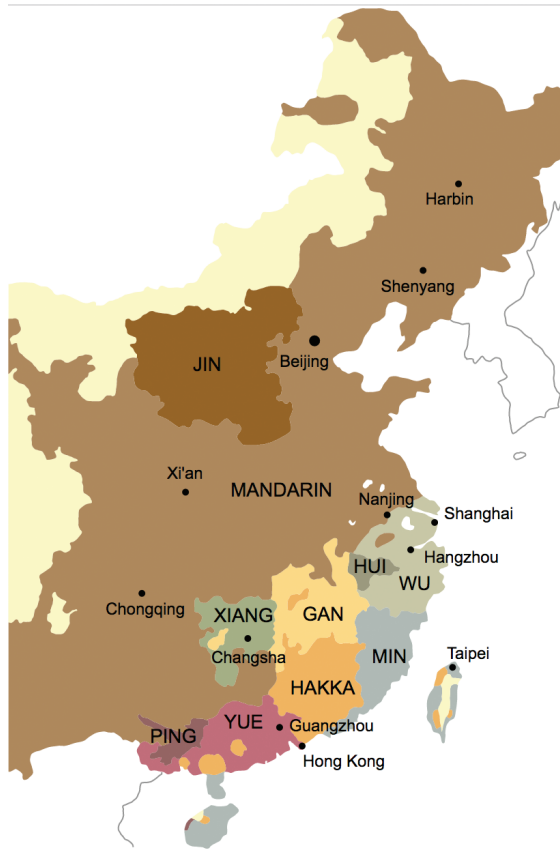 Harbin
Shenyang
Beijing
JIN
Xi'an
MANDARIN
Nanjing
Shanghai
Hangzhou
HUI
WU
Chongqing
XIANG
GAN
Changsha
MIN
Taipei
HAKKA
YUE
Guangzhou
PING
Hong Kong